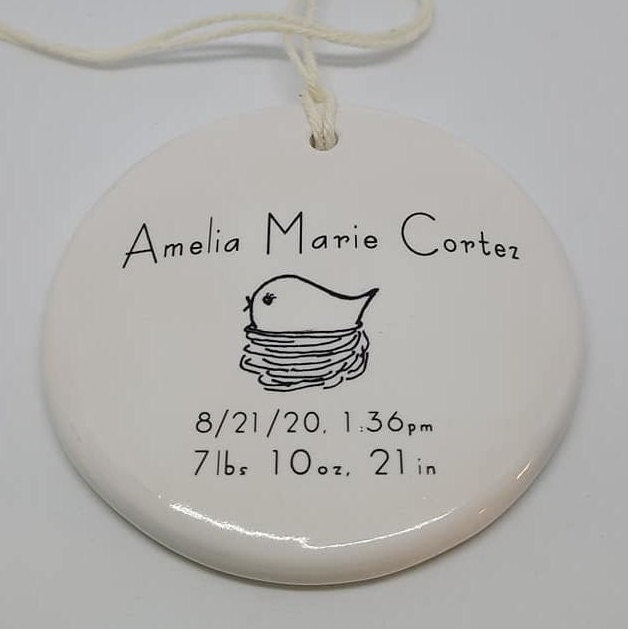 Amelia Marie Cortez
8/21/20, 1:36pm
7lbs 10oz, 21in